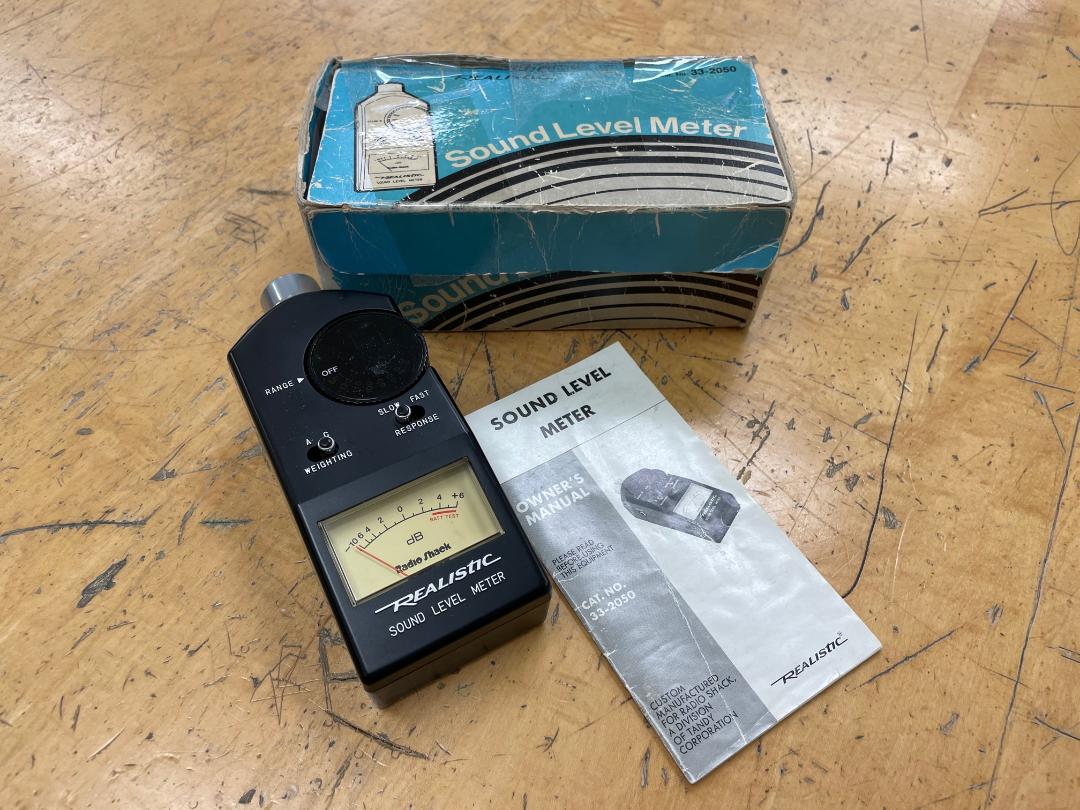 REALISTIC
33-2050
Sound Level Meter
REALISTIC
SOUND LEVEL METER
Sound
OFF
RANGE
SLOW FAST
RESPONSE
A C
WEIGHTING
-10 6 4 2 0 2 4 +6
BATT TEST
dB
Radio Shack
REALISTIC
SOUND LEVEL METER
SOUND LEVEL
METER
OWNER'S
MANUAL
PLEASE READ
BEFORE USING
THIS EQUIPMENT
CAT. NO.
33-2050
REALISTIC®
CUSTOM
MANUFACTURED
FOR RADIO SHACK,
A DIVISION
OF TANDY
CORPORATION